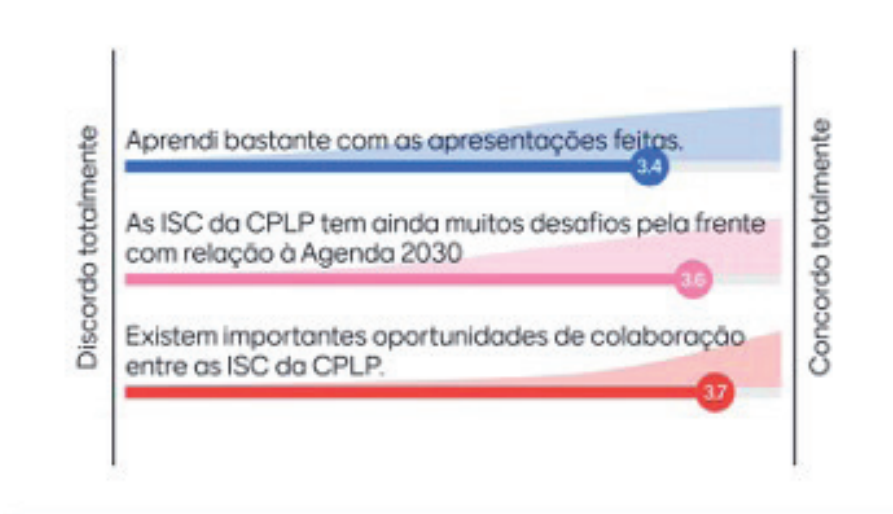 Discordo totalmente
Aprendi bastante com as apresentações feitas.
3.4
As ISC da CPLP tem ainda muitos desafios pela frente
com relação à Agenda 2030
3.6
Existem importantes oportunidades de colaboração
entre as ISC da CPLP.
3.7
Concordo totalmente